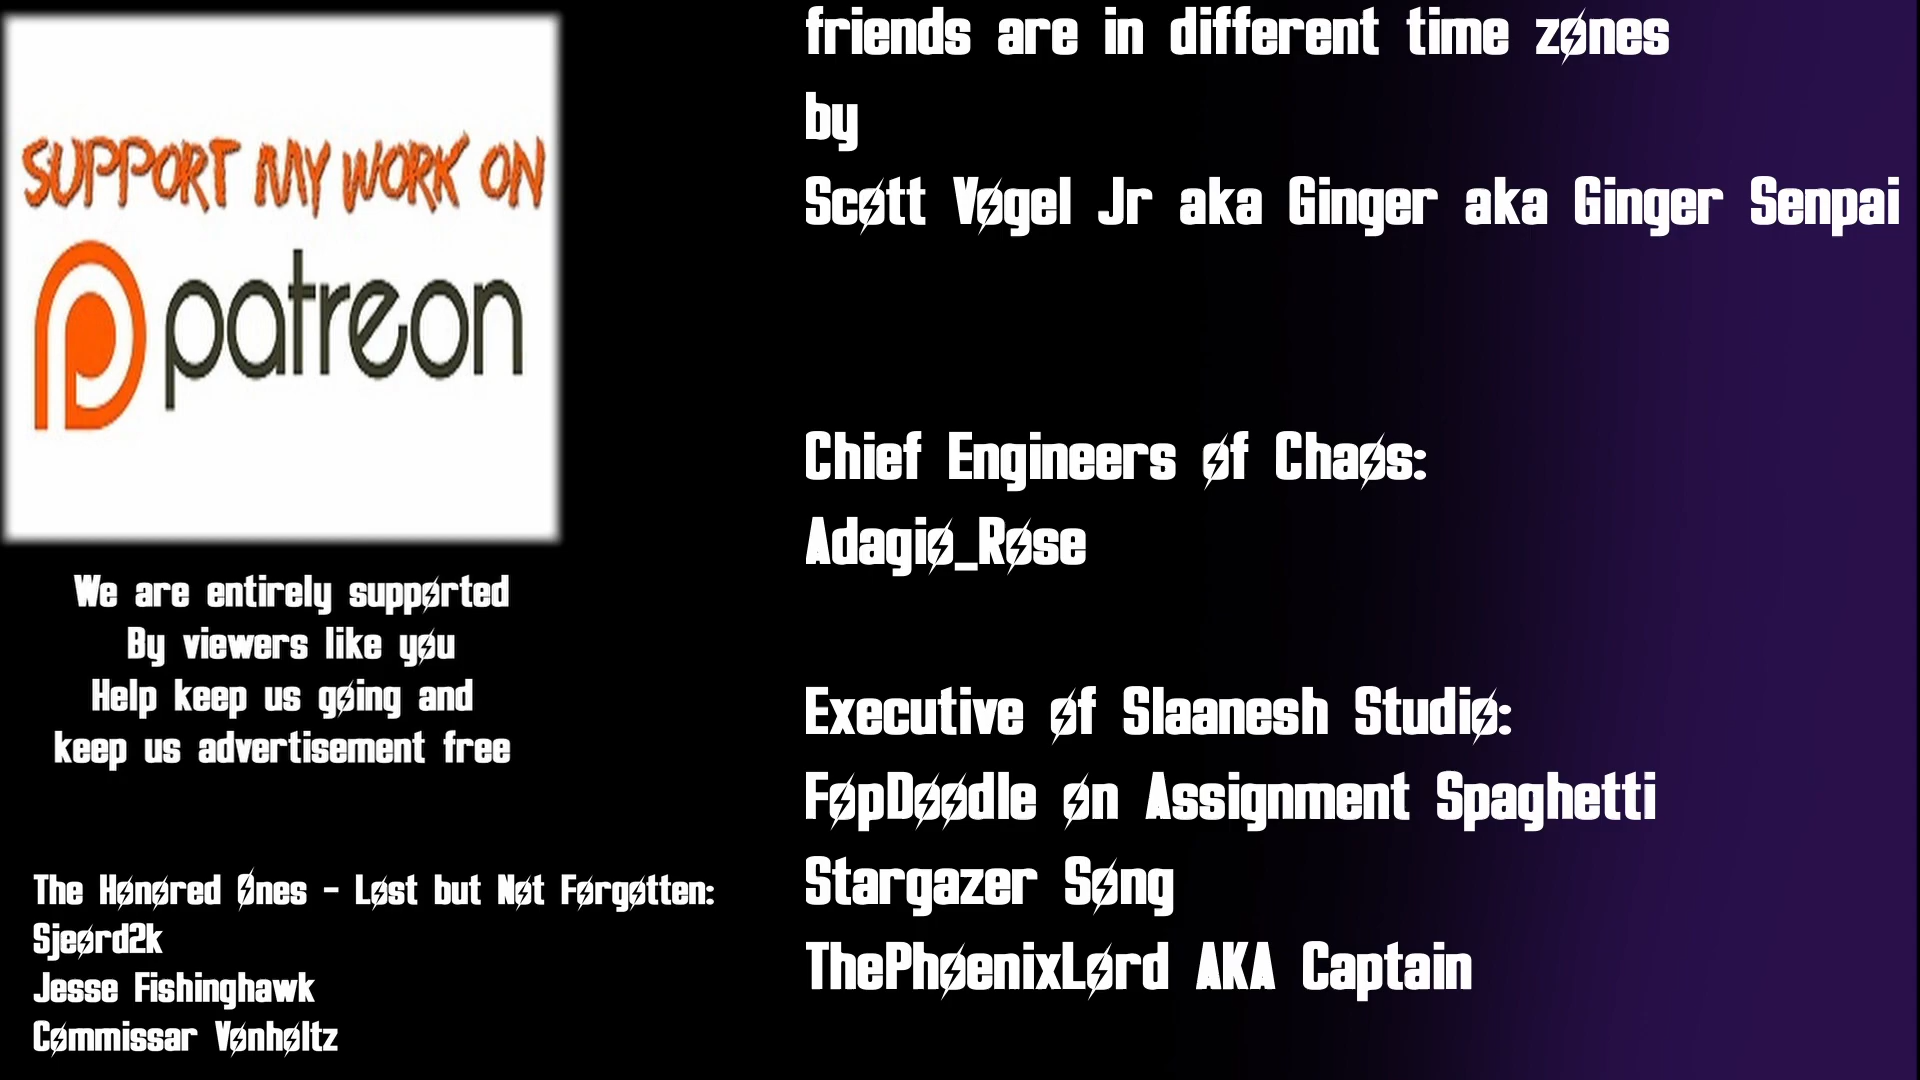 SUPPORT MY WORK ON
patreon
We are entirely supported
By viewers like you
Help keep us going and
keep us advertisement free
The Honored Ones - Lost but Not Forgotten:
Sjeord2k
Jesse Fishinghawk
Commissar Vonholtz
friends are in different time zones
by
Scott Vogel Jr aka Ginger aka Ginger Senpai
Chief Engineers of Chaos:
Adagio_Rose
Executive of Slaanesh Studio:
FopDoodle on Assignment Spaghetti
Stargazer Song
ThePhoenixLord AKA Captain